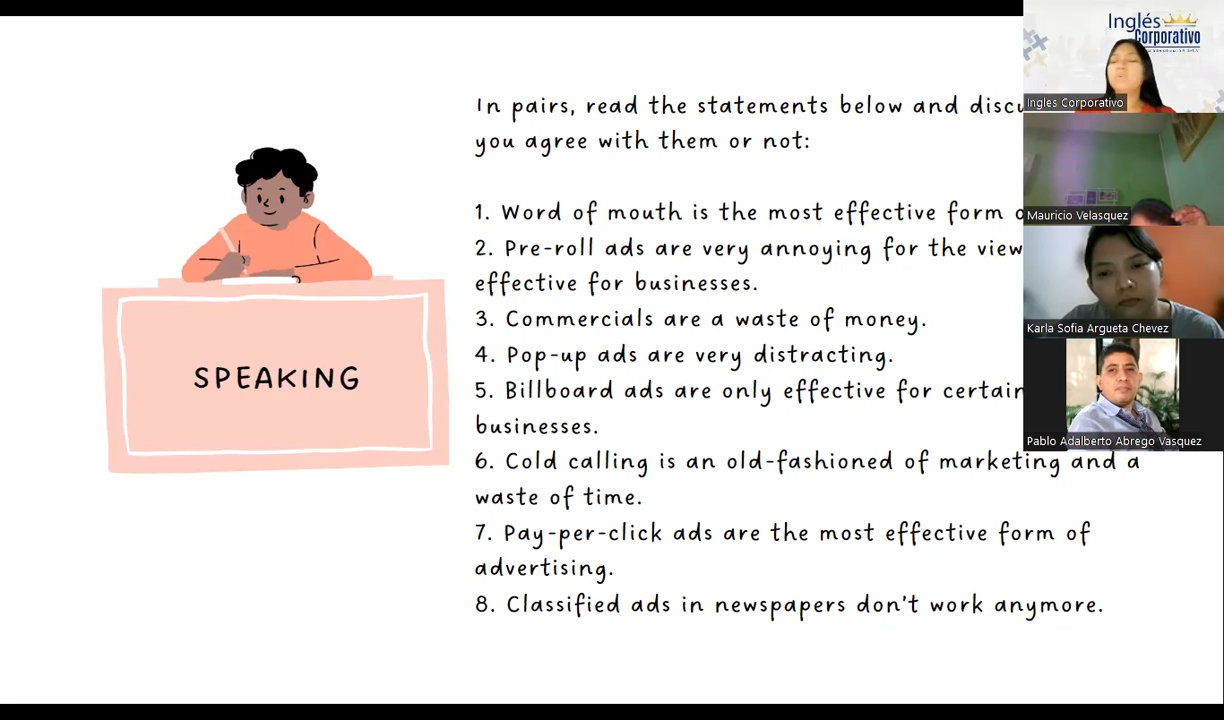 In pairs, read the statements below and
you agree with them or not:
1. Word of mouth is the most effective form
2. Pre-roll ads are very annoying for the
effective for businesses.
3. Commercials are a waste of money.
4. Pop-up ads are very distracting.
5. Billboard ads are only effective for certain
businesses.
6. Cold calling is an old-fashioned of marketing and a
waste of time.
7. Pay-per-click ads are the most effective form of
advertising.
8. Classified ads in newspapers don't work anymore.
SPEAKING
Inglés
Corporativo
Ingles Corporativo
Mauricio Velasquez
Karla Sofia Argueta Chevez
Pablo Adalberto Abrego Vasquez